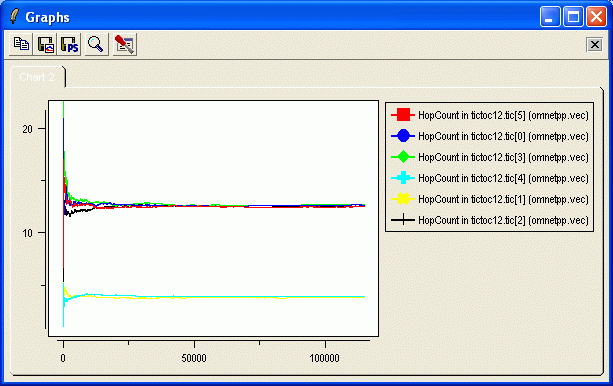 Graphs
PS
Chart 2
20
10
0
50000
100000
HopCount in tictoc12.tic[5] (omnetpp.vec)
HopCount in tictoc12.tic[0] (omnetpp.vec)
HopCount in tictoc12.tic[3] (omnetpp.vec)
HopCount in tictoc12.tic[4] (omnetpp.vec)
HopCount in tictoc12.tic[1] (omnetpp.vec)
HopCount in tictoc12.tic[2] (omnetpp.vec)